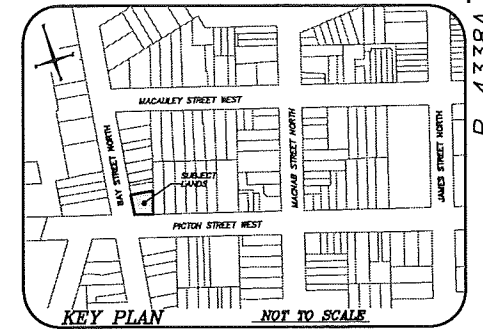 MACAULEY STREET WEST
BAY STREET NORTH
MACNAB STREET NORTH
JAMES STREET NORTH
SUBJECT
LANDS
PICTON STREET WEST
KEY PLAN
NOT TO SCALE